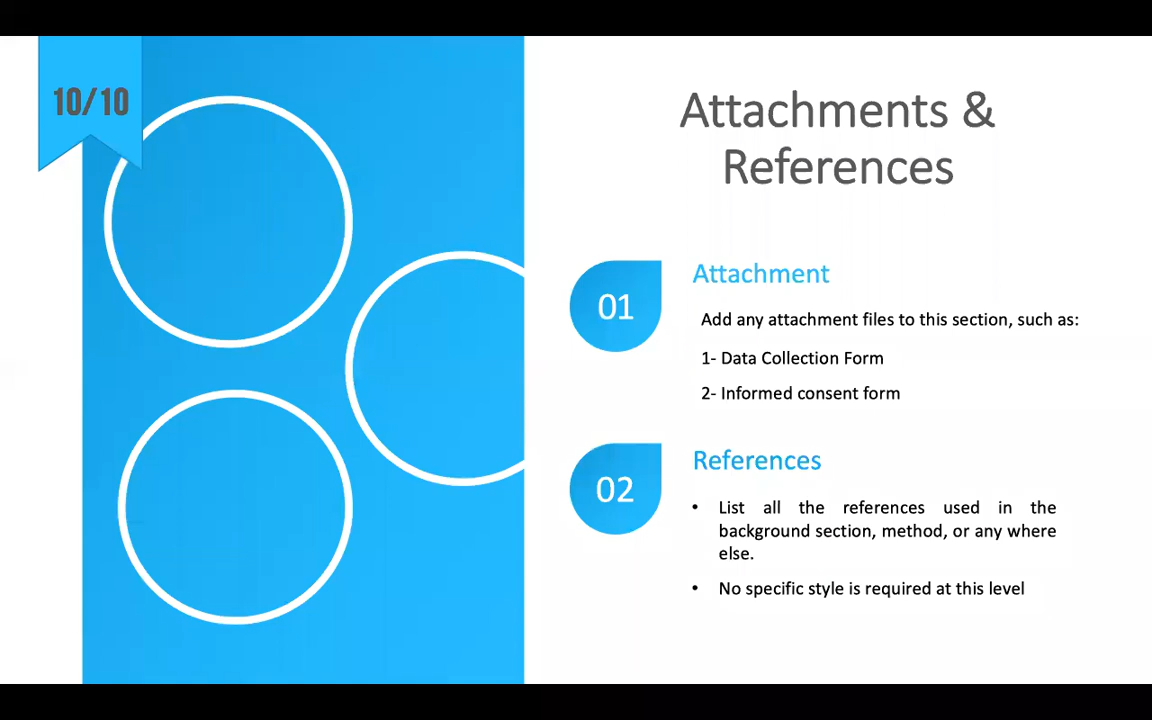 10/10
Attachments &
References
01
Attachment
Add any attachment files to this section, such as:
1- Data Collection Form
2- Informed consent form
02
References
• List all the references used in the
background section, method, or any where
else.
• No specific style is required at this level